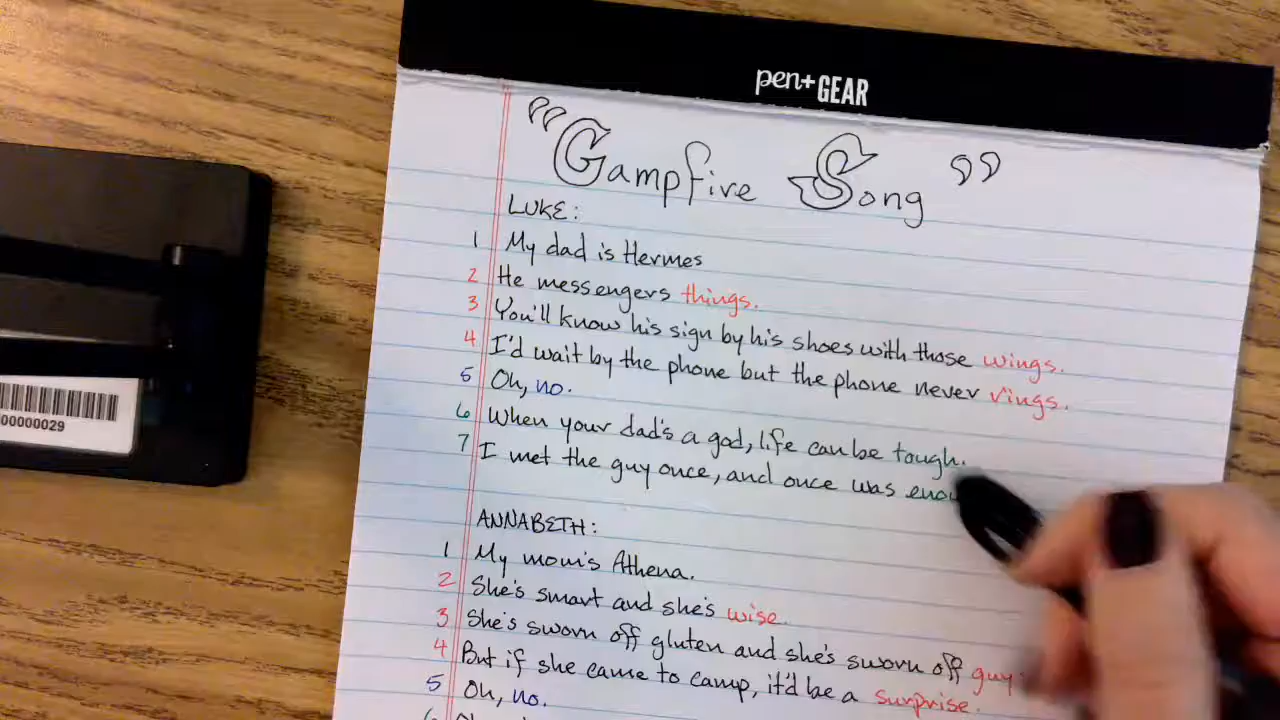 pen+GEAR
"Campfire Song"
LUKE:
1 My dad is Hermes
2 He messengers things.
3 You'll know his sign by his shoes with those wings.
4 I'd wait by the phone but the phone never rings.
5 Oh, no.
6 When your dad's a god, life can be tough.
7 I met the guy once, and once was
ANNABETH:
1 My mom's Athena.
2 She's smart and she's wise.
3 She's sworn off gluten and she's sworn off guy
4 But if she came to camp, it'd be a surprise.
5 Oh, no.
6
00000029